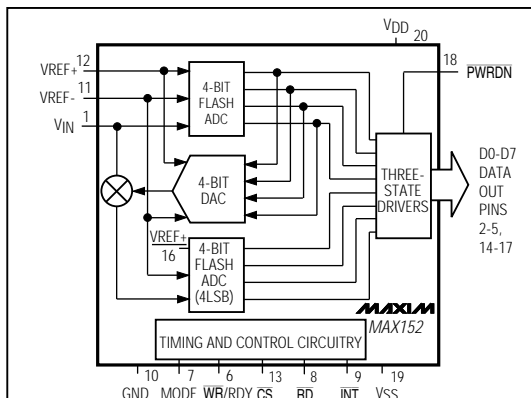 VDD
20
12
VREF+
11
VREF-
1
VIN
18
PWRDN
4-BIT
FLASH
ADC
4-BIT
DAC
THREE-
STATE
DRIVERS
D0-D7
DATA
OUT
PINS
2-5,
14-17
VREF+
16
4-BIT
FLASH
ADC
(4LSB)
MAXIM
MAX152
TIMING AND CONTROL CIRCUITRY
10
7
6
13
8
9
19
GND
MODE
WR/RDY
CS
RD
INT
VSS